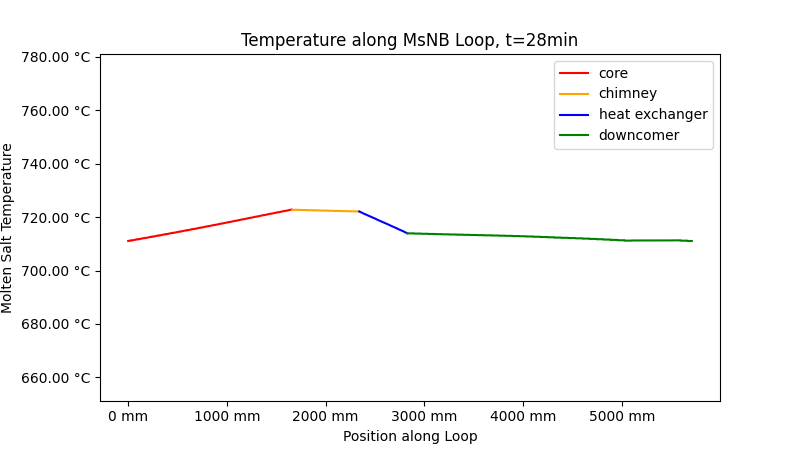 Temperature along MsNB Loop, t=28min
780.00 °C
760.00 °C
740.00 °C
720.00 °C
700.00 °C
680.00 °C
660.00 °C
Molten Salt Temperature
core
chimney
heat exchanger
downcomer
0 mm
1000 mm
2000 mm
3000 mm
4000 mm
5000 mm
Position along Loop